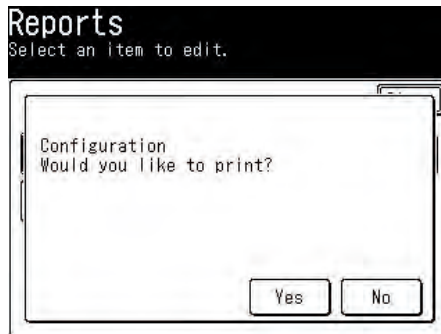 Reports
Select an item to edit.
Configuration
Would you like to print?
Yes
No